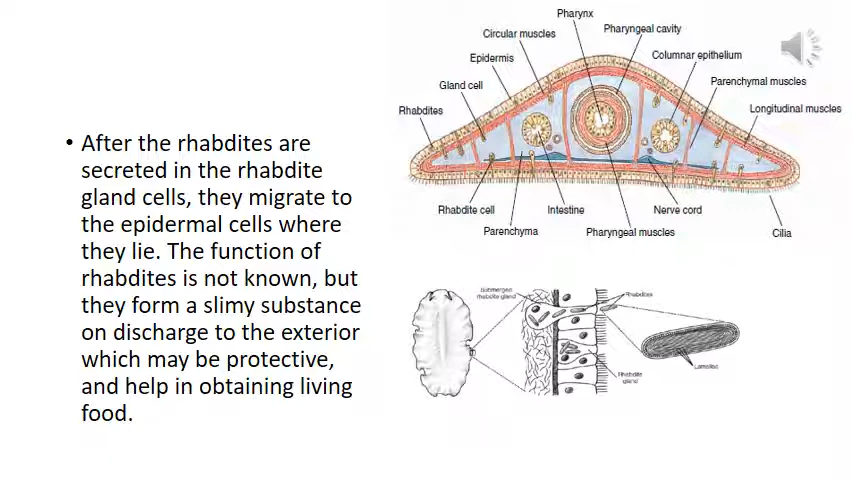 • After the rhabdites are
secreted in the rhabdite
gland cells, they migrate to
the epidermal cells where
they lie. The function of
rhabdites is not known, but
they form a slimy substance
on discharge to the exterior
which may be protective,
and help in obtaining living
food.
Pharynx
Pharyngeal cavity
Circular muscles
Columnar epithelium
Epidermis
Parenchymal muscles
Gland cell
Longitudinal muscles
Rhabdites
Rhabdite cell
Intestine
Nerve cord
Parenchyma
Pharyngeal muscles
Cilia
Submerged
rhabdite gland
Rhabdites
Lamellae
Rhabdite
gland